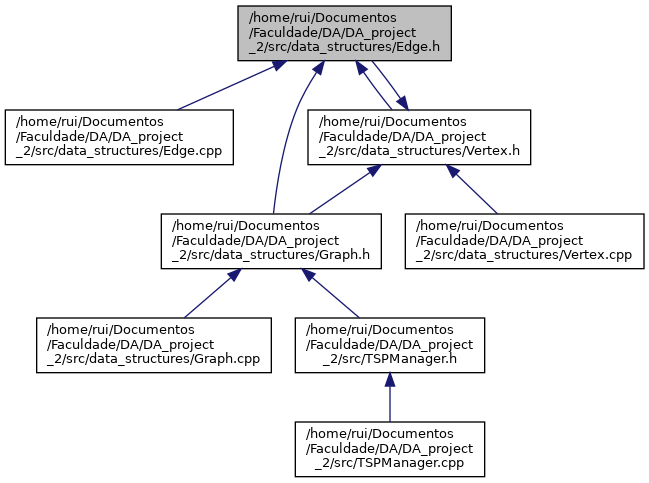 /home/rui/Documentos
/Faculdade/DA/DA_project
_2/src/data_structures/Edge.h
/home/rui/Documentos
/Faculdade/DA/DA_project
_2/src/data_structures/Edge.cpp
/home/rui/Documentos
/Faculdade/DA/DA_project
_2/src/data_structures/Vertex.h
/home/rui/Documentos
/Faculdade/DA/DA_project
_2/src/data_structures/Graph.h
/home/rui/Documentos
/Faculdade/DA/DA_project
_2/src/data_structures/Vertex.cpp
/home/rui/Documentos
/Faculdade/DA/DA_project
_2/src/data_structures/Graph.cpp
/home/rui/Documentos
/Faculdade/DA/DA_project
_2/src/TSPManager.h
/home/rui/Documentos
/Faculdade/DA/DA_project
_2/src/TSPManager.cpp